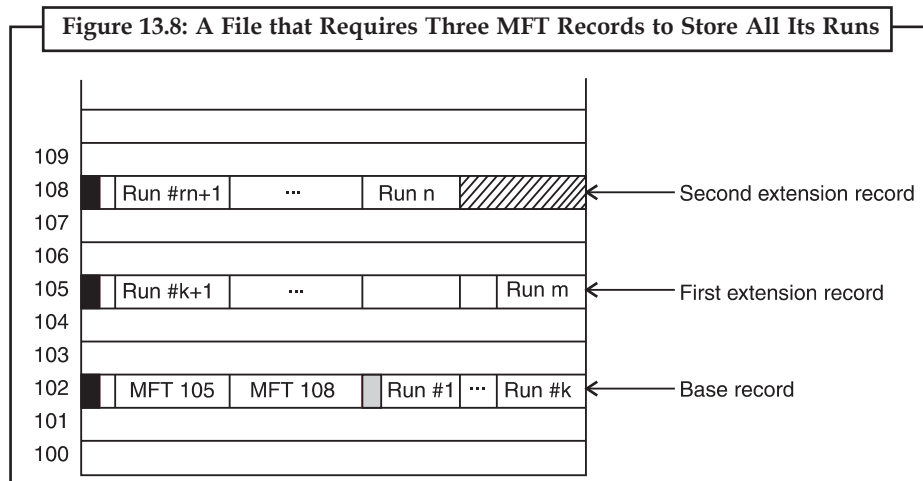 Figure 13.8: A File that Requires Three MFT Records to Store All Its Runs
109
108 Run #rn+1 ... Run n Second extension record
107
106
105 Run #k+1 ... Run m First extension record
104
103
102 MFT 105 MFT 108 Run #1 ... Run #k Base record
101
100